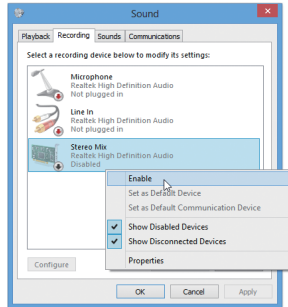 Sound
Playback Recording Sounds Communications
Select a recording device below to modify its settings:
Microphone
Realtek High Definition Audio
Not plugged in
Line In
Realtek High Definition Audio
Not plugged in
Stereo Mix
Realtek High Definition Audio
Disabled
Enable
Set as Default Device
Set as Default Communication Device
Show Disabled Devices
Show Disconnected Devices
Properties
Configure
OK Cancel Apply